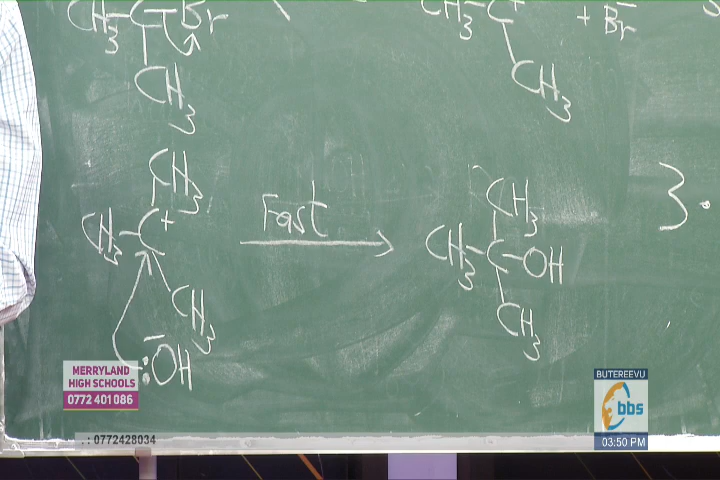 CH3-C-Br CH3-C+ + Br-
CH3 CH3
CH3 Fast CH3 3.
CH3-C+ CH3-C-OH
CH3 CH3
:OH-
MERRYLAND
HIGH SCHOOLS
0772 401 086
.: 0772428034
BUTEREEVU
bbs
03:50 PM